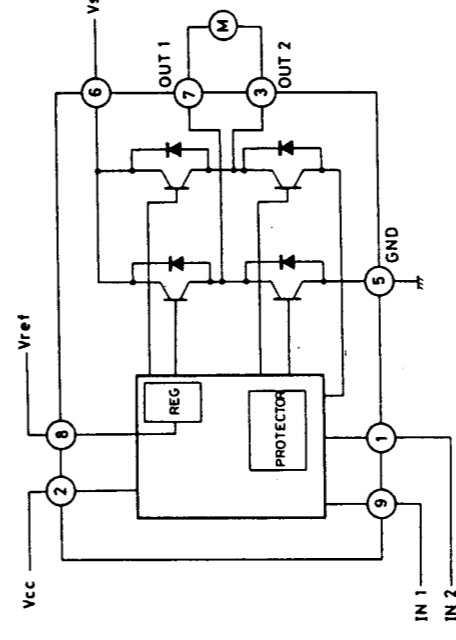 Vcc
Vref
Vs
2
8
6
REG
PROTECTOR
OUT 1
7
M
3
OUT 2
9
1
5
GND
IN 1
IN 2